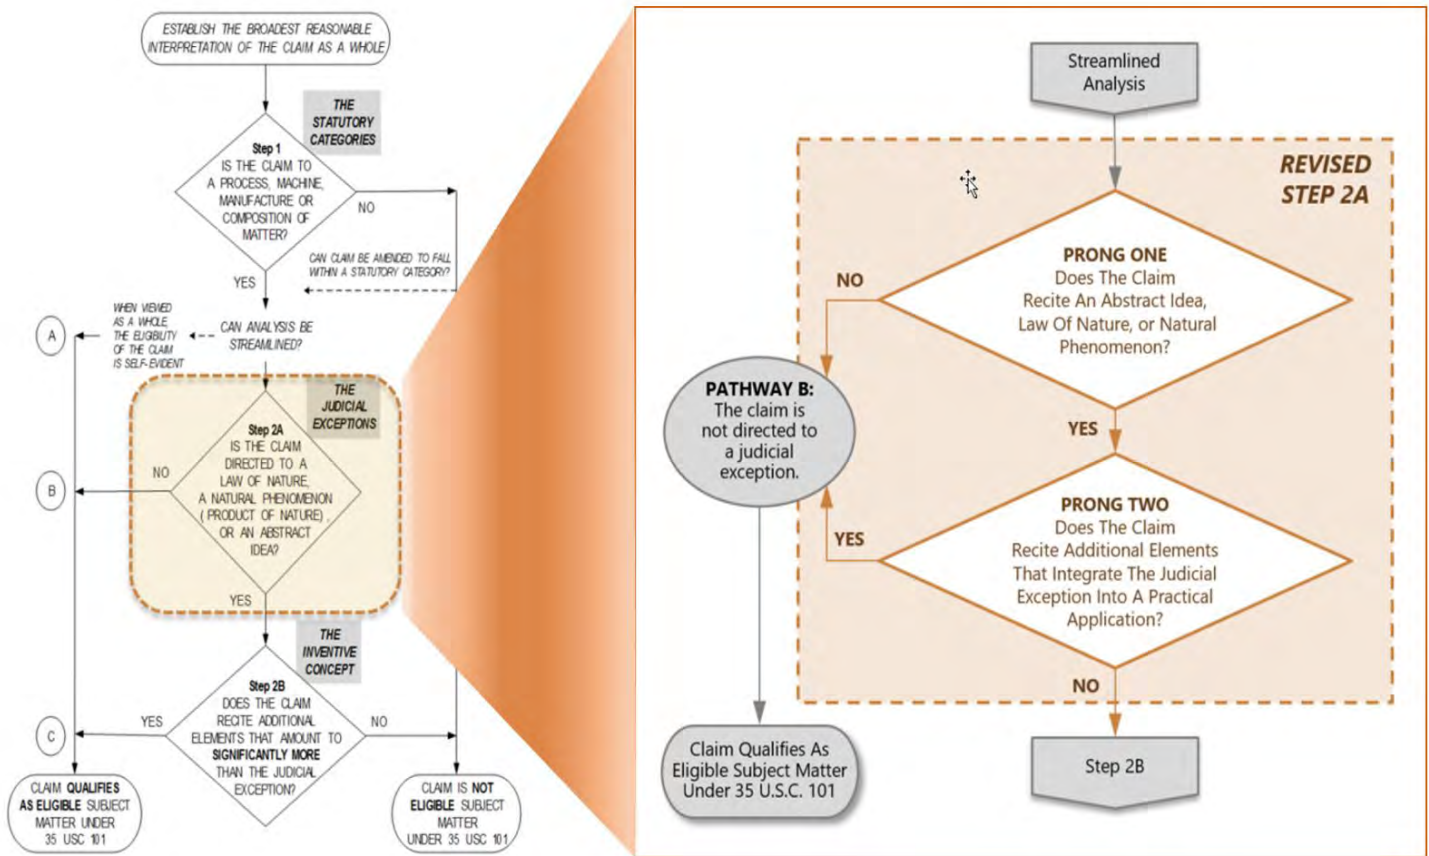 ESTABLISH THE BROADEST REASONABLE
INTERPRETATION OF THE CLAIM AS A WHOLE
THE
STATUTORY
CATEGORIES
Step 1
IS THE CLAIM TO
A PROCESS, MACHINE,
MANUFACTURE OR
COMPOSITION OF
MATTER?
NO
YES
CAN CLAIM BE AMENDED TO FALL
WITHIN A STATUTORY CATEGORY?
WHEN VIEWED
AS A WHOLE,
THE ELIGIBILITY
OF THE CLAIM
IS SELF-EVIDENT
A
CAN ANALYSIS BE
STREAMLINED?
THE
JUDICIAL
EXCEPTIONS
Step 2A
IS THE CLAIM
DIRECTED TO A
LAW OF NATURE,
A NATURAL PHENOMENON
( PRODUCT OF NATURE) ,
OR AN ABSTRACT
IDEA?
NO
B
YES
THE
INVENTIVE
CONCEPT
Step 2B
DOES THE CLAIM
RECITE ADDITIONAL
ELEMENTS THAT AMOUNT TO
SIGNIFICANTLY MORE
THAN THE JUDICIAL
EXCEPTION?
YES
NO
C
CLAIM QUALIFIES
AS ELIGIBLE SUBJECT
MATTER UNDER
35 USC 101
CLAIM IS NOT
ELIGIBLE SUBJECT
MATTER
UNDER 35 USC 101
Streamlined
Analysis
REVISED
STEP 2A
PRONG ONE
Does The Claim
Recite An Abstract Idea,
Law Of Nature, or Natural
Phenomenon?
NO
YES
PATHWAY B:
The claim is
not directed to
a judicial
exception.
PRONG TWO
Does The Claim
Recite Additional Elements
That Integrate The Judicial
Exception Into A Practical
Application?
YES
NO
Claim Qualifies As
Eligible Subject Matter
Under 35 U.S.C. 101
Step 2B